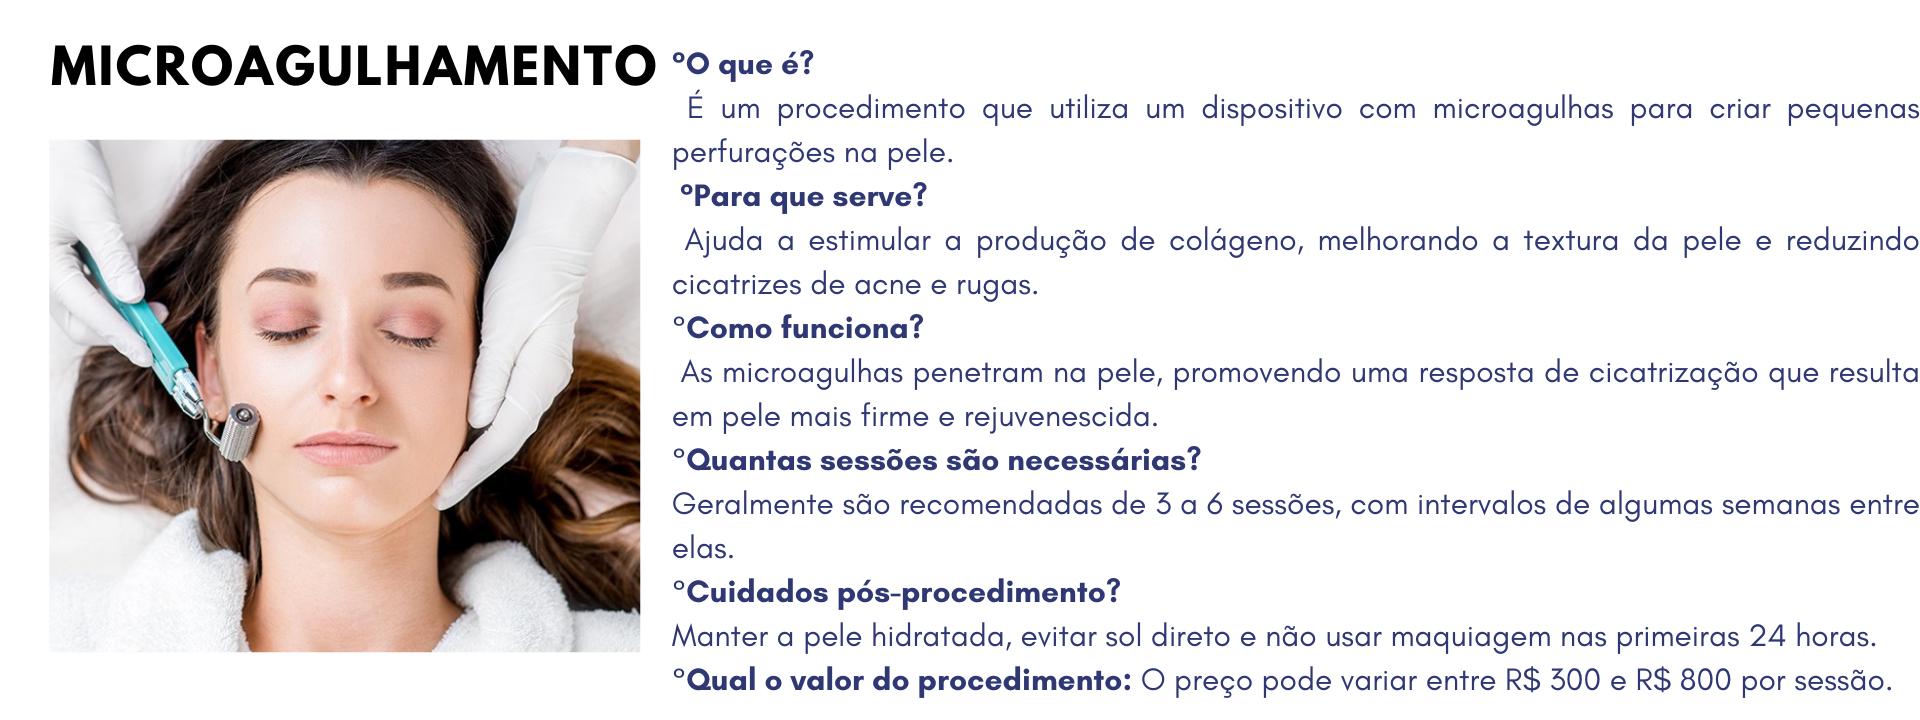 MICROAGULHAMENTO
°O que é?
É um procedimento que utiliza um dispositivo com microagulhas para criar pequenas
perfurações na pele.
°Para que serve?
Ajuda a estimular a produção de colágeno, melhorando a textura da pele e reduzindo
cicatrizes de acne e rugas.
°Como funciona?
As microagulhas penetram na pele, promovendo uma resposta de cicatrização que resulta
em pele mais firme e rejuvenescida.
°Quantas sessões são necessárias?
Geralmente são recomendadas de 3 a 6 sessões, com intervalos de algumas semanas entre
elas.
°Cuidados pós-procedimento?
Manter a pele hidratada, evitar sol direto e não usar maquiagem nas primeiras 24 horas.
°Qual o valor do procedimento: O preço pode variar entre R$ 300 e R$ 800 por sessão.